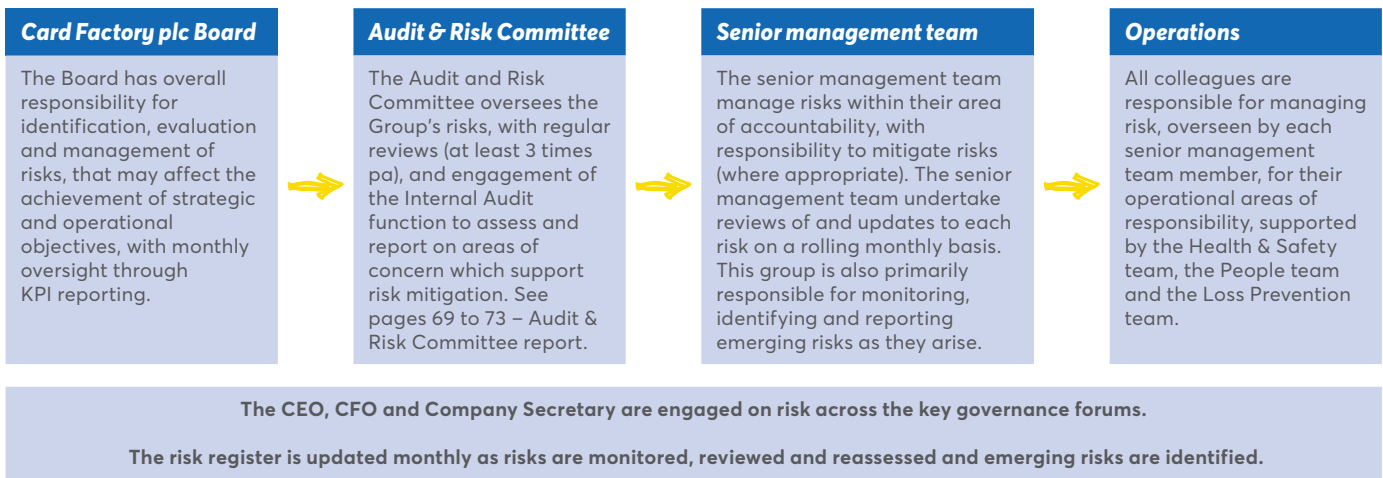 Card Factory plc Board
The Board has overall
responsibility for
identification, evaluation
and management of
risks, that may affect the
achievement of strategic
and operational
objectives, with monthly
oversight through
KPI reporting.
Audit & Risk Committee
The Audit and Risk
Committee oversees the
Group's risks, with regular
reviews (at least 3 times
pa), and engagement of
the Internal Audit
function to assess and
report on areas of
concern which support
risk mitigation. See
pages 69 to 73 – Audit &
Risk Committee report.
Senior management team
The senior management team
manage risks within their area
of accountability, with
responsibility to mitigate risks
(where appropriate). The senior
management team undertake
reviews of and updates to each
risk on a rolling monthly basis.
This group is also primarily
responsible for monitoring,
identifying and reporting
emerging risks as they arise.
Operations
All colleagues are
responsible for managing
risk, overseen by each
senior management
team member, for their
operational areas of
responsibility, supported
by the Health & Safety
team, the People team
and the Loss Prevention
team.
The CEO, CFO and Company Secretary are engaged on risk across the key governance forums.
The risk register is updated monthly as risks are monitored, reviewed and reassessed and emerging risks are identified.